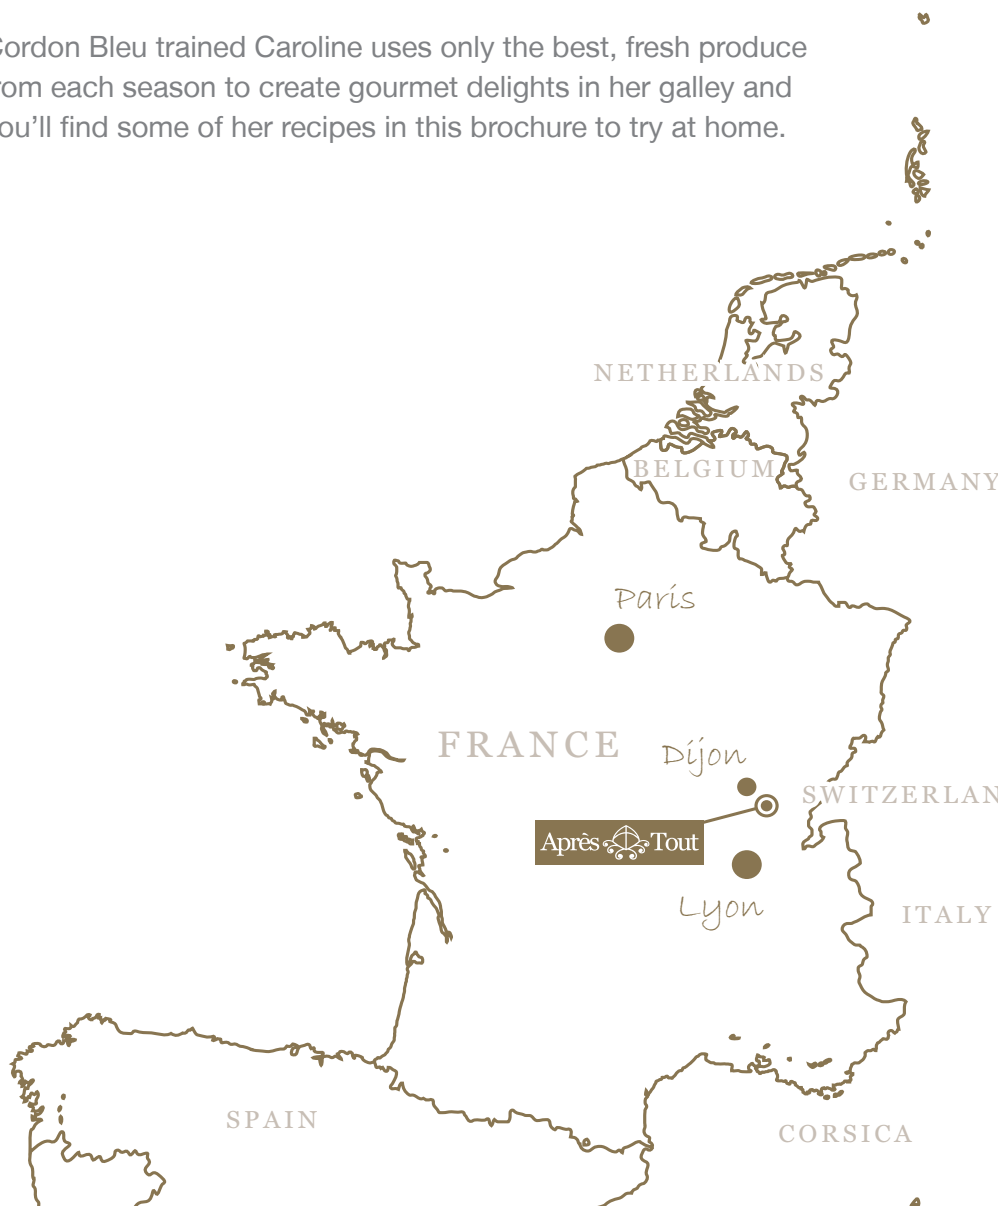 Cordon Bleu trained Caroline uses only the best, fresh produce
rom each season to create gourmet delights in her galley and
ou’ll find some of her recipes in this brochure to try at home.
NETHERLANDS
BELGIUM
GERMANY
Paris
FRANCE
Dijon
SWITZERLAN
Après Tout
Lyon
ITALY
SPAIN
CORSICA